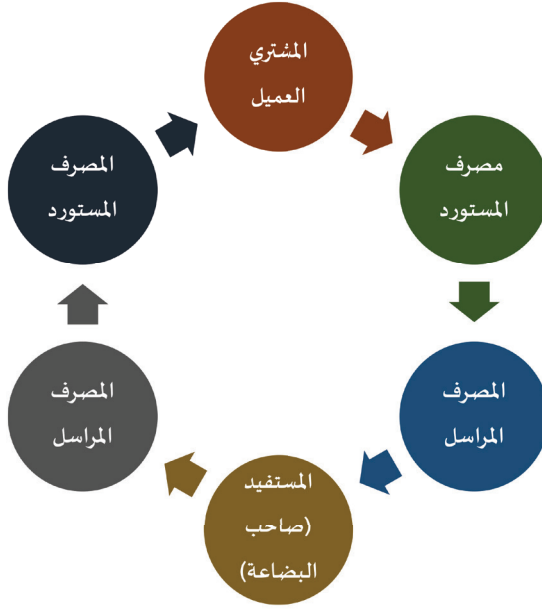 المشتري
العميل
مصرف
المستورد
المصرف
المراسل
المستفيد
(صاحب
البضاعة)
المصرف
المراسل
المصرف
المستورد